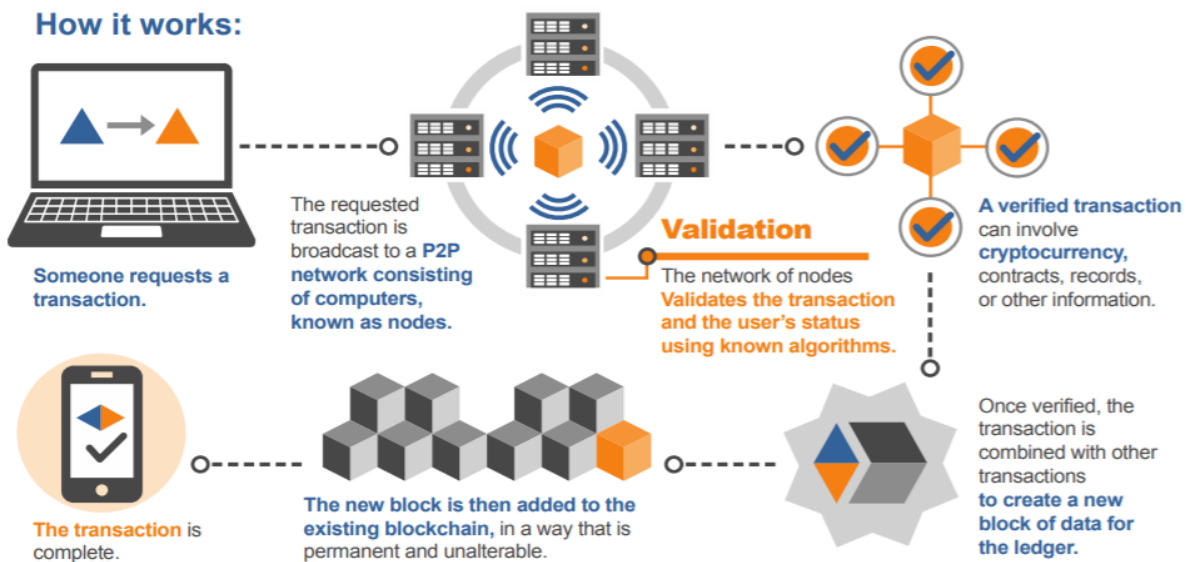 How it works:
Someone requests a
transaction.
The requested
transaction is
broadcast to a P2P
network consisting
of computers,
known as nodes.
Validation
The network of nodes
Validates the transaction
and the user's status
using known algorithms.
A verified transaction
can involve
cryptocurrency,
contracts, records,
or other information.
Once verified, the
transaction is
combined with other
transactions
to create a new
block of data for
the ledger.
The new block is then added to the
existing blockchain, in a way that is
permanent and unalterable.
The transaction is
complete.